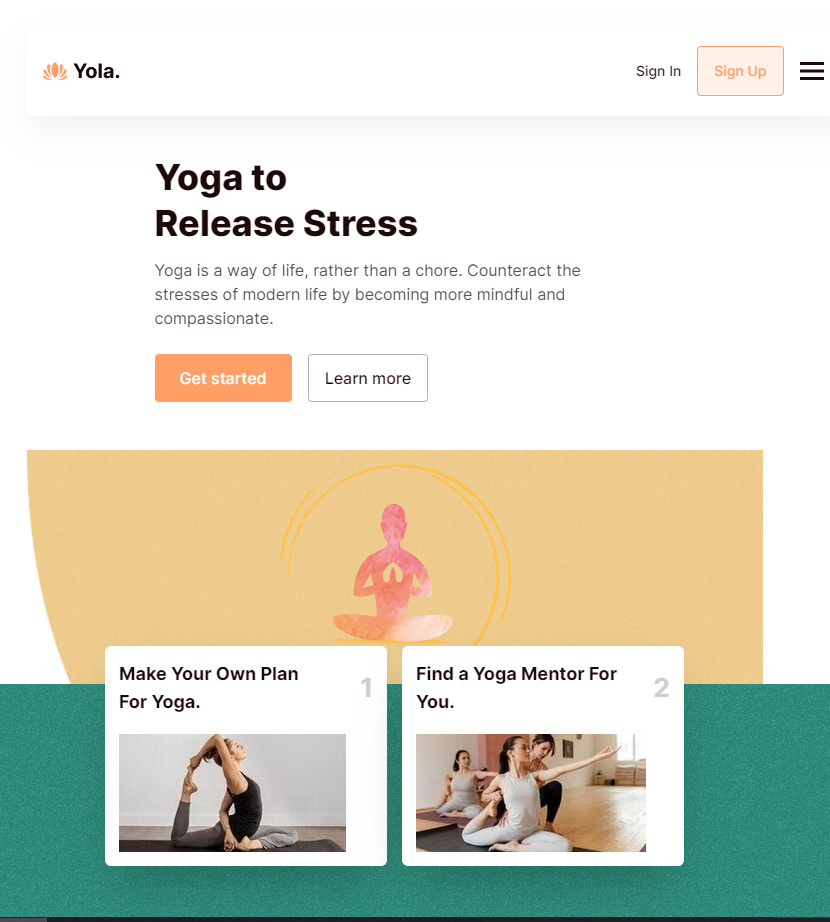 Yola.
Sign In
Sign Up
Yoga to
Release Stress
Yoga is a way of life, rather than a chore. Counteract the
stresses of modern life by becoming more mindful and
compassionate.
Get started
Learn more
Make Your Own Plan
For Yoga.
1
Find a Yoga Mentor For
You.
2